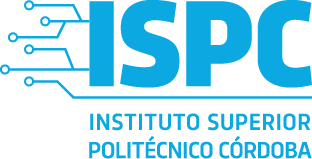 ISPC
INSTITUTO SUPERIOR
POLITÉCNICO CÓRDOBA